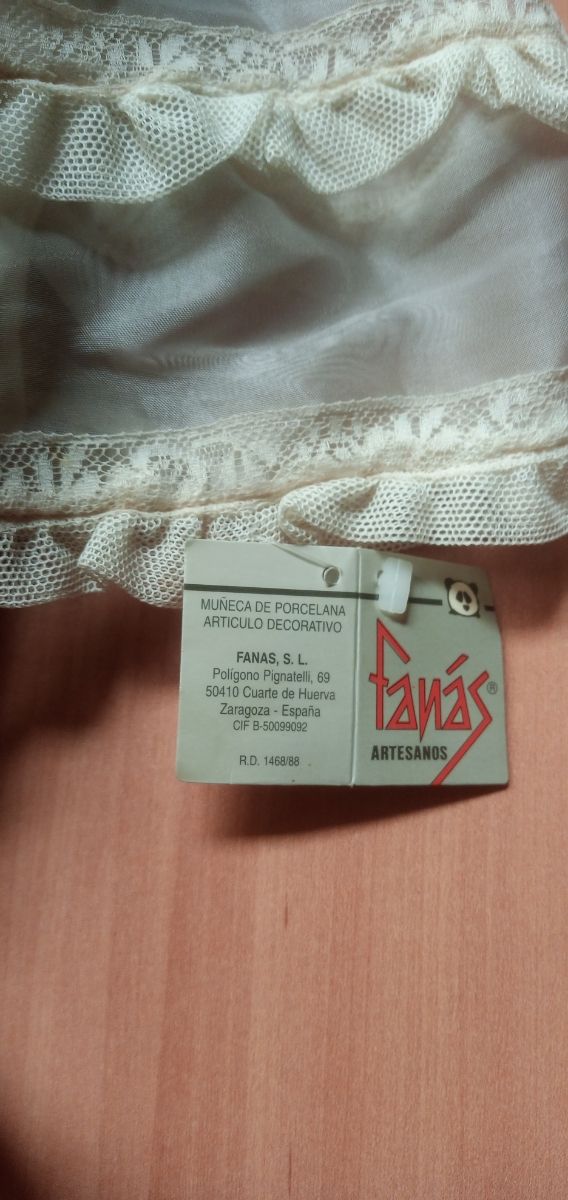 MUÑECA DE PORCELANA
ARTICULO DECORATIVO
FANAS, S. L.
Polígono Pignatelli, 69
50410 Cuarte de Huerva
Zaragoza - España
CIF B-50099092
R.D. 1468/88
fanás®
ARTESANOS